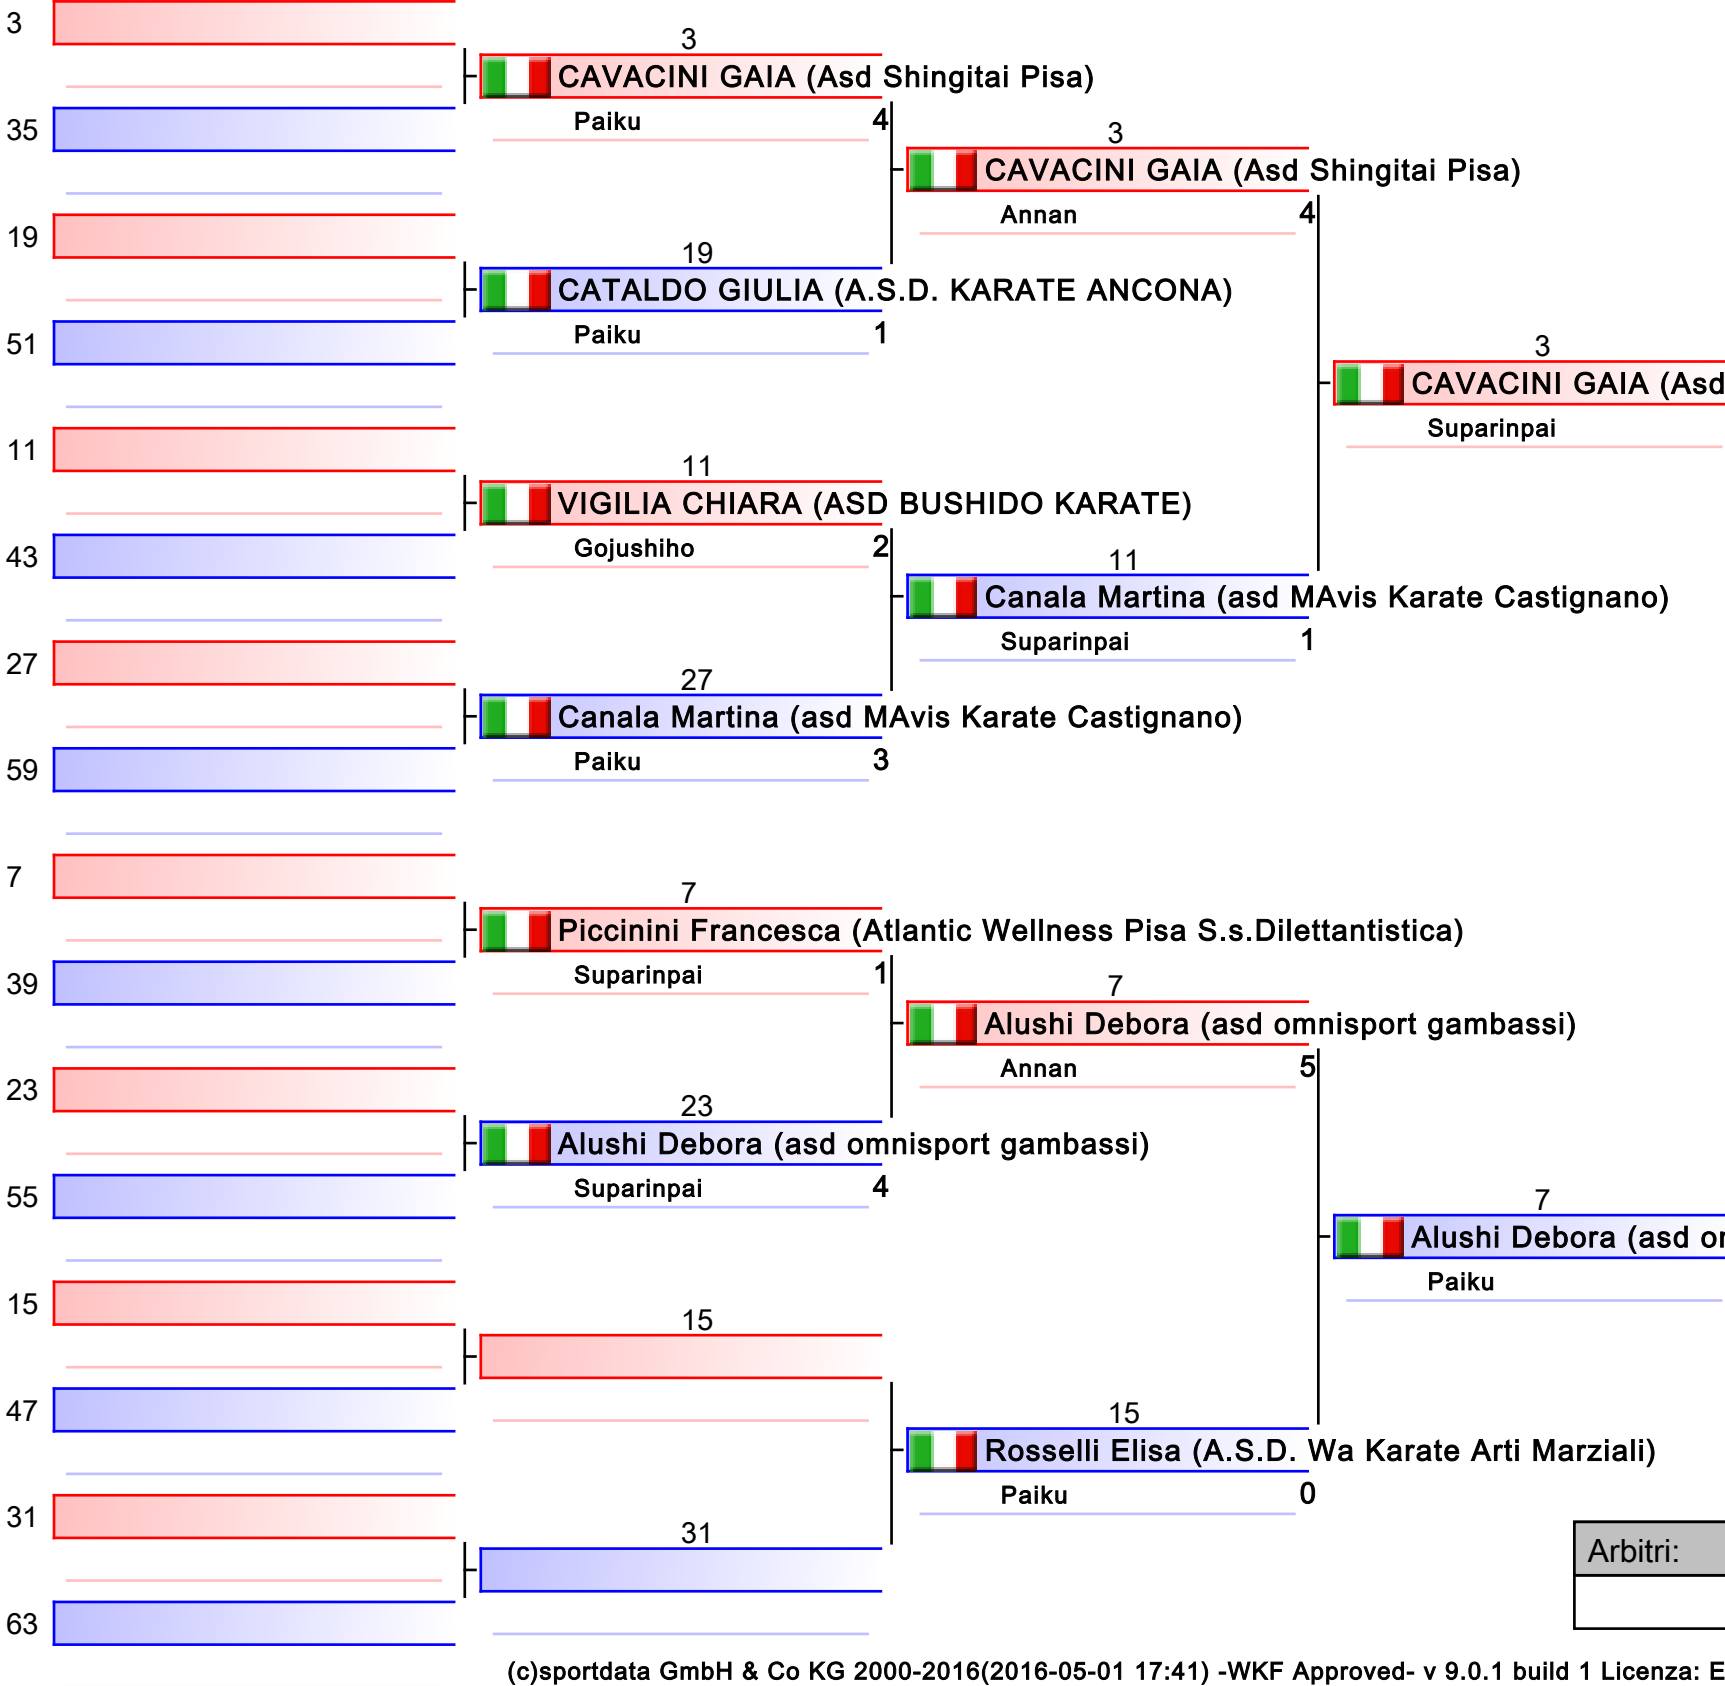 3
35
19
51
11
43
27
59
7
39
23
55
15
47
31
63
3
CAVACINI GAIA (Asd Shingitai Pisa)
Paiku 4
19
CATALDO GIULIA (A.S.D. KARATE ANCONA)
Paiku 1
11
VIGILIA CHIARA (ASD BUSHIDO KARATE)
Gojushiho 2
27
Canala Martina (asd MAvis Karate Castignano)
Paiku 3
7
Piccinini Francesca (Atlantic Wellness Pisa S.s.Dilettantistica)
Suparinpai 1
23
Alushi Debora (asd omnisport gambassi)
Suparinpai 4
15
31
3
CAVACINI GAIA (Asd Shingitai Pisa)
Annan 4
11
Canala Martina (asd MAvis Karate Castignano)
Suparinpai 1
7
Alushi Debora (asd omnisport gambassi)
Annan 5
15
Rosselli Elisa (A.S.D. Wa Karate Arti Marziali)
Paiku 0
3
CAVACINI GAIA (Asd
Suparinpai
7
Alushi Debora (asd
Paiku
Arbitri:
(c)sportdata GmbH & Co KG 2000-2016(2016-05-01 17:41) -WKF Approved- v 9.0.1 build 1 Licenza: